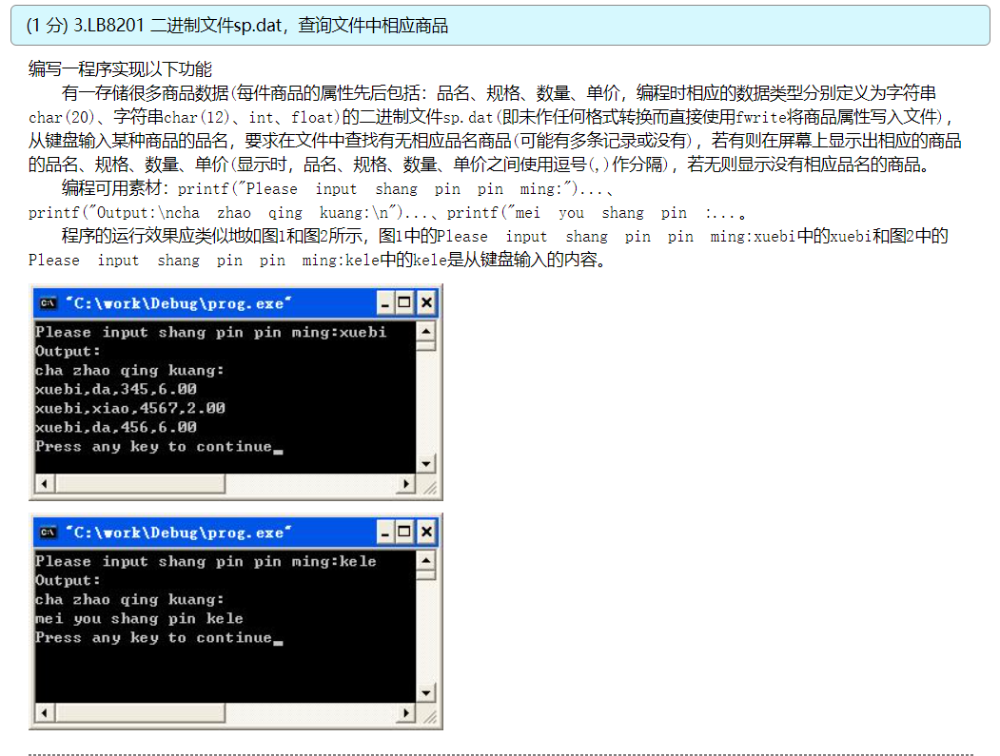 (1 分) 3.LB8201 二进制文件sp.dat，查询文件中相应商品
编写一程序实现以下功能
有一存储很多商品数据(每件商品的属性先后包括：品名、规格、数量、单价，编程时相应的数据类型分别定义为字符串
char(20)、字符串char(12)、int、float)的二进制文件sp.dat(即未作任何格式转换而直接使用fwrite将商品属性写入文件)，
从键盘输入某种商品的品名，要求在文件中查找有无相应品名商品(可能有多条记录或没有)，若有则在屏幕上显示出相应的商品
的品名、规格、数量、单价(显示时，品名、规格、数量、单价之间使用逗号(,)作分隔)，若无则显示没有相应品名的商品。
编程可用素材：printf("Please input shang pin pin ming:")...、
printf("Output:\ncha zhao qing kuang:\n")...、printf("mei you shang pin :...。
程序的运行效果应类似地如图1和图2所示，图1中的Please input shang pin pin ming:xuebi中的xuebi和图2中的
Please input shang pin pin ming:kele中的kele是从键盘输入的内容。
"C:\work\Debug\prog.exe"
Please input shang pin pin ming:xuebi
Output:
cha zhao qing kuang:
xuebi,da,345,6.00
xuebi,xiao,4567,2.00
xuebi,da,456,6.00
Press any key to continue_
"C:\work\Debug\prog.exe"
Please input shang pin pin ming:kele
Output:
cha zhao qing kuang:
mei you shang pin kele
Press any key to continue_